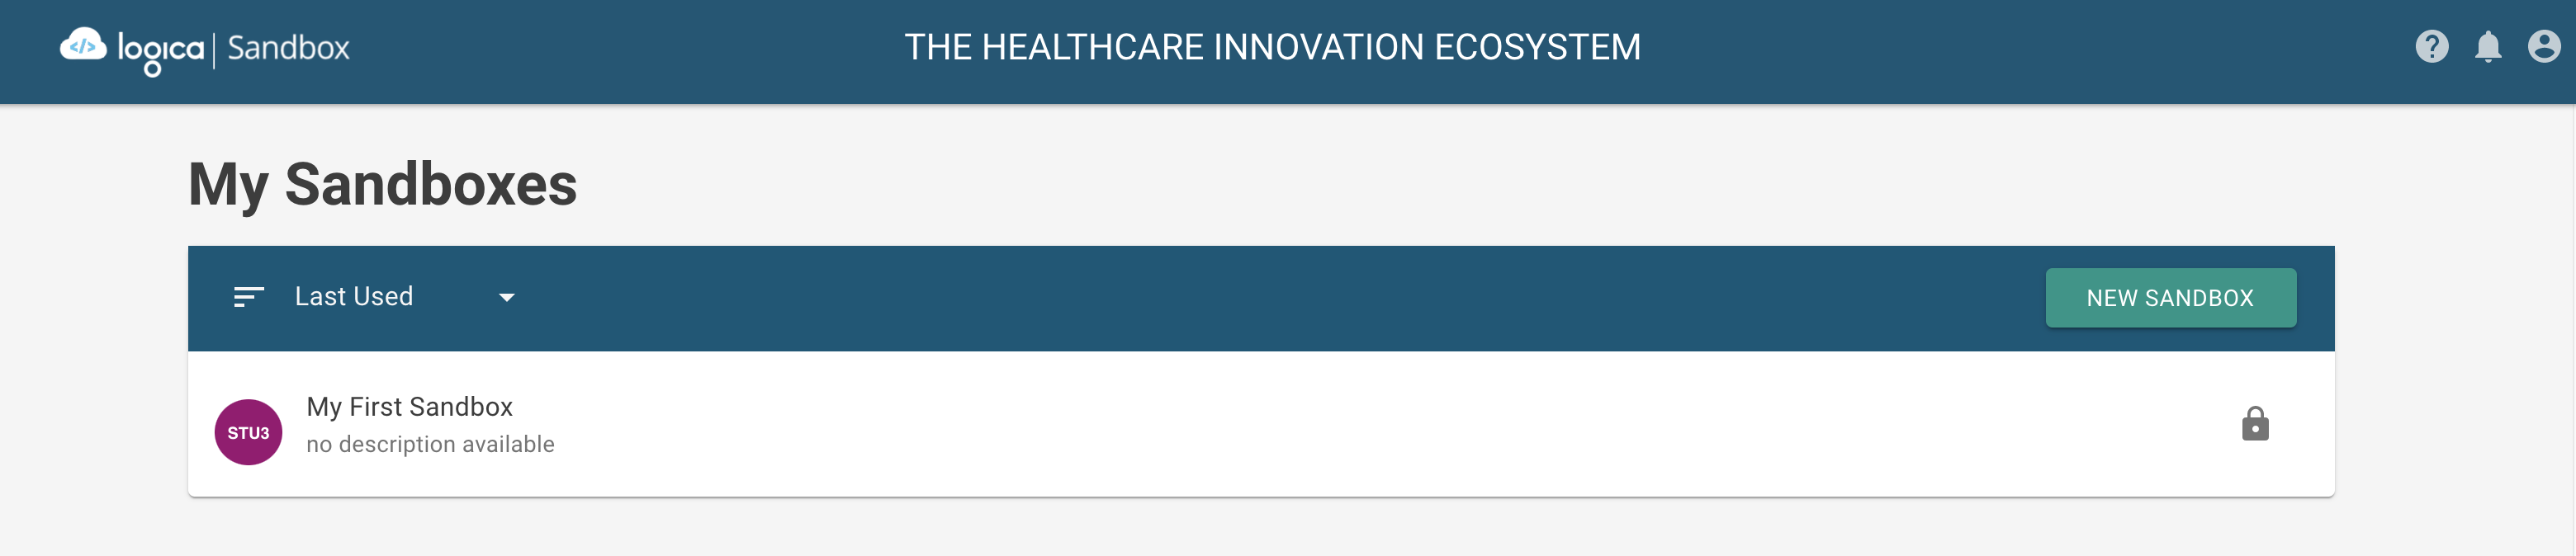 </> logica | Sandbox
THE HEALTHCARE INNOVATION ECOSYSTEM
?
My Sandboxes
Last Used
NEW SANDBOX
STU3
My First Sandbox
no description available